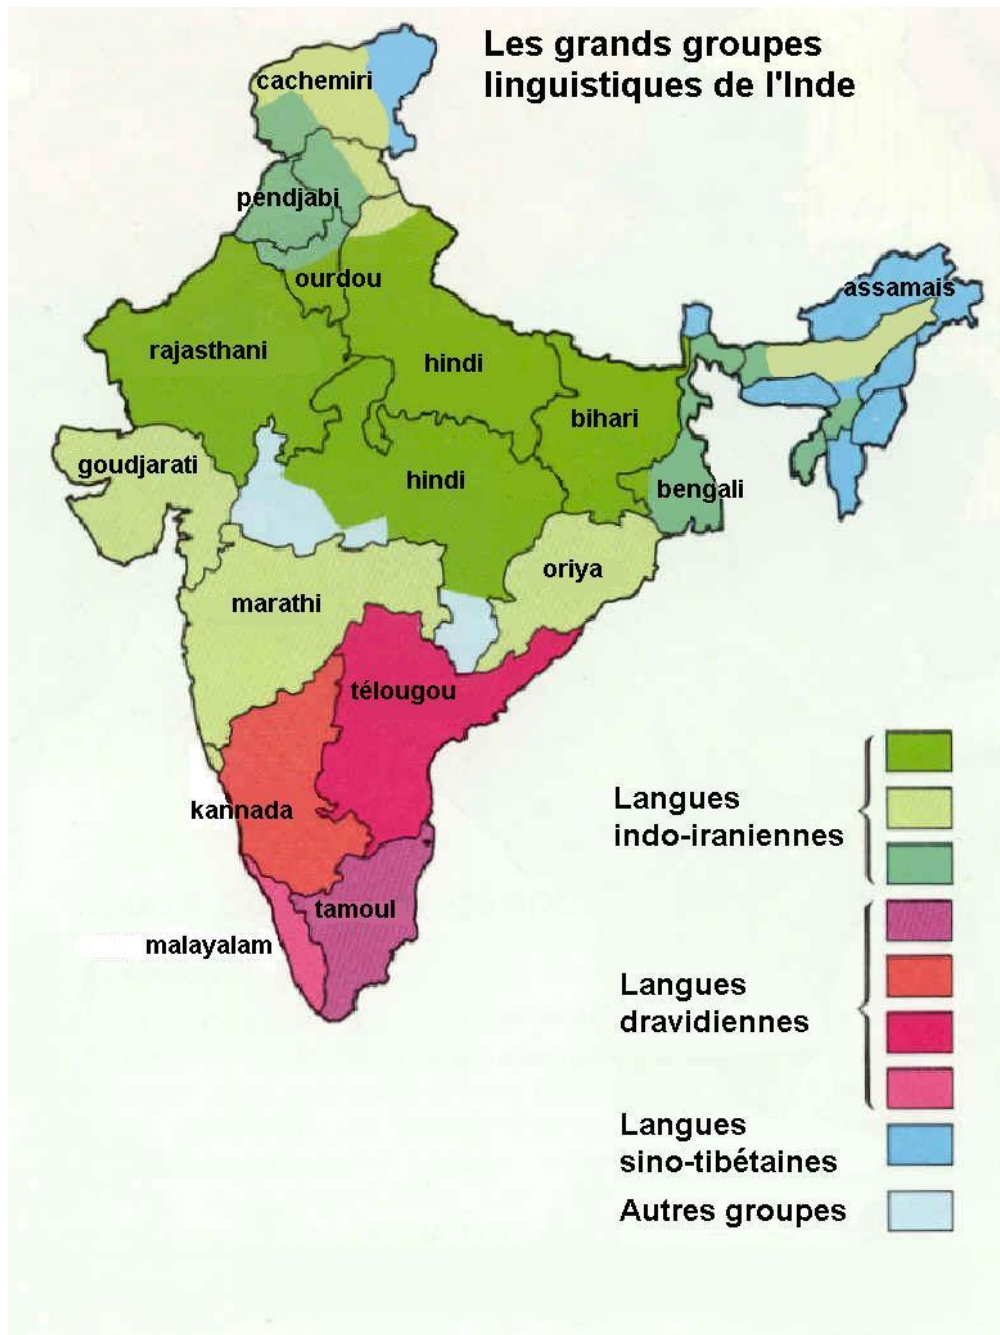 Les grands groupes
linguistiques de l'Inde
cachemiri
pendjabi
ourdou
assamais
rajasthani
hindi
bihari
goudjarati
hindi
bengali
oriya
marathi
télougou
kannada
tamoul
malayalam
Langues
indo-iraniennes
Langues
dravidiennes
Langues
sino-tibétaines
Autres groupes